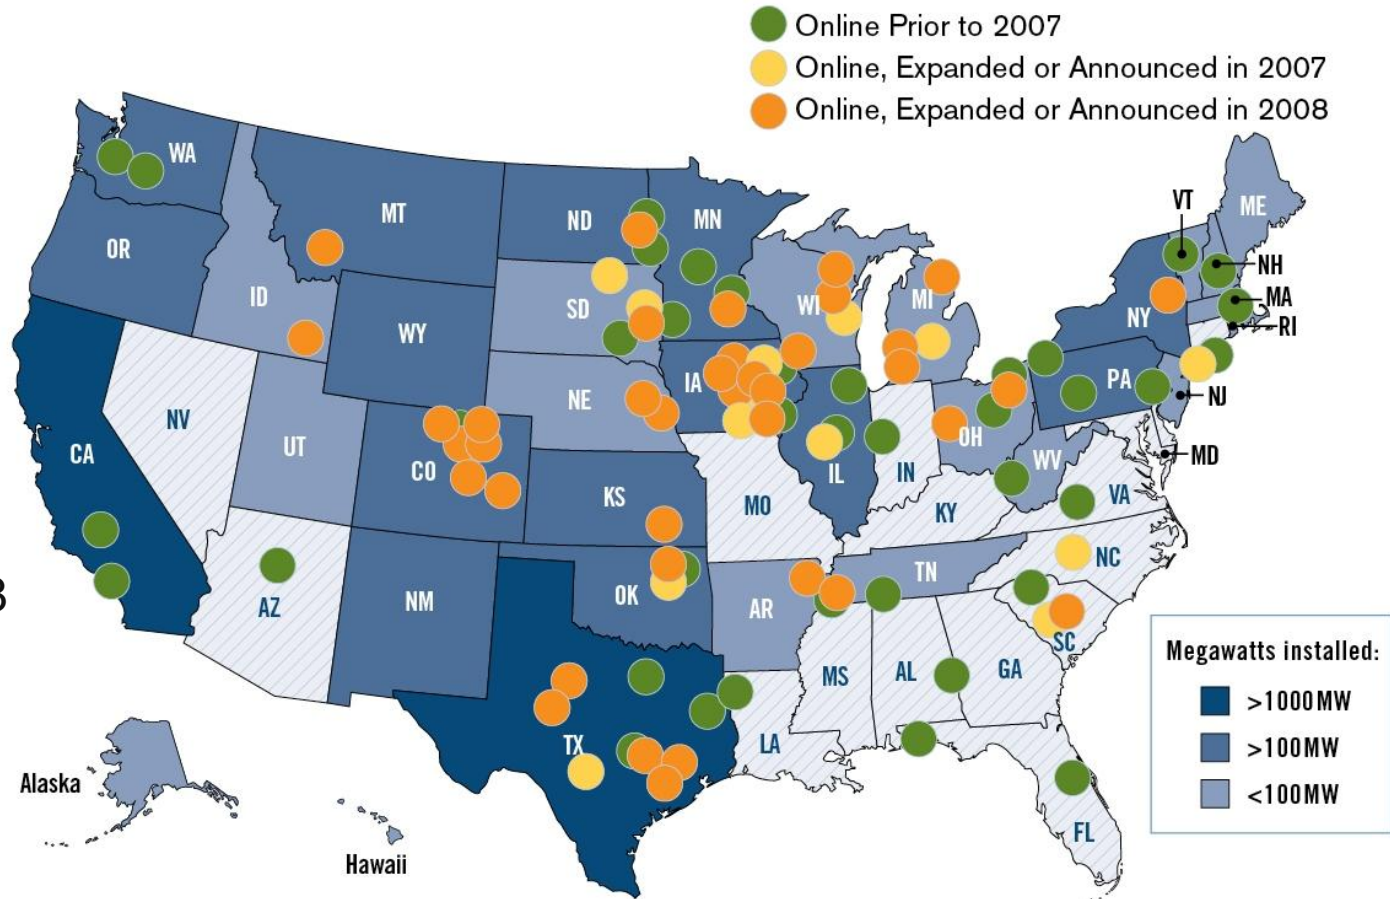 Online Prior to 2007
Online, Expanded or Announced in 2007
Online, Expanded or Announced in 2008
WA
MT
ND
MN
VT
ME
OR
ID
SD
WI
MI
NH
MA
NY
RI
WY
NE
IA
PA
NJ
NV
UT
CO
IL
IN
OH
WV
MD
CA
KS
MO
KY
VA
AZ
NM
OK
AR
TN
NC
3
SC
MS
AL
GA
TX
LA
FL
Alaska
Hawaii
Megawatts installed:
>1000MW
>100MW
<100MW